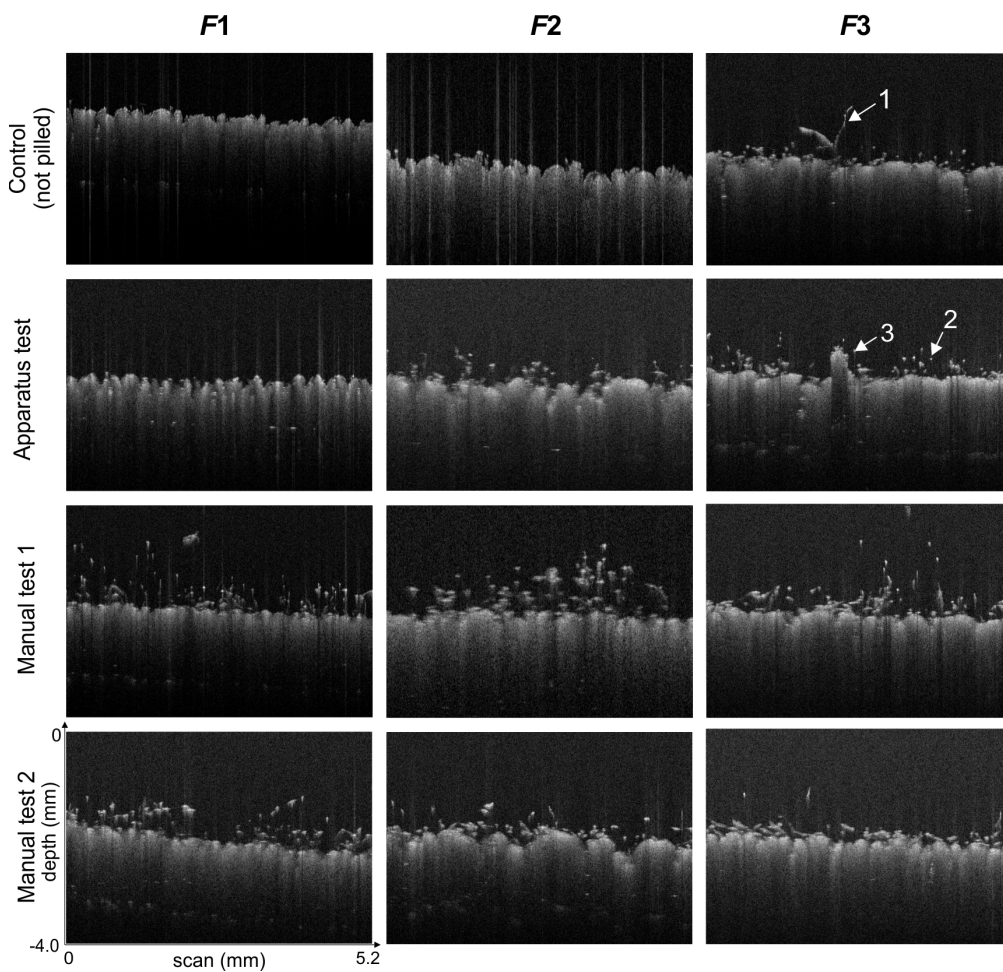 F1 F2 F3
Control
(not pilled)
1
Apparatus test
3 2
Manual test 1
Manual test 2
depth (mm)
0
-4.0
0 scan (mm) 5.2